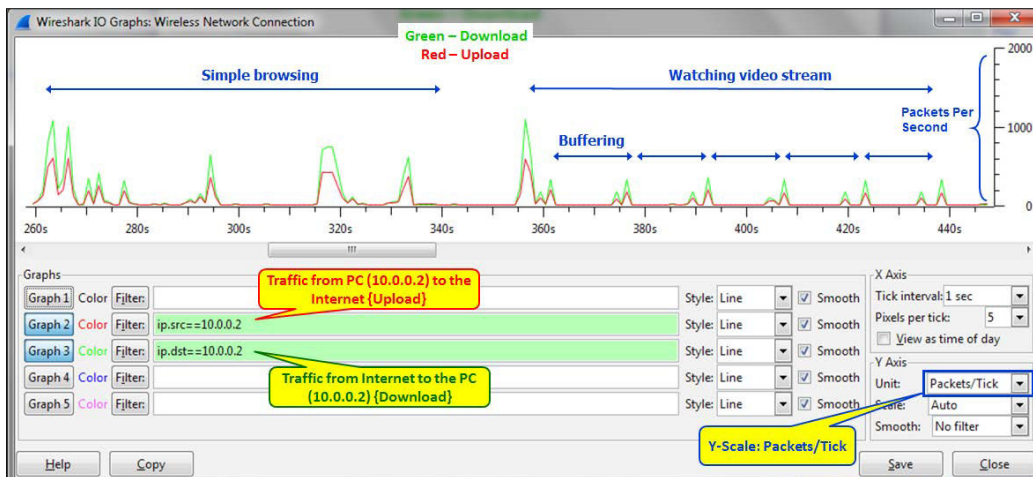 Wireshark IO Graphs: Wireless Network Connection
Green – Download
Red – Upload
Simple browsing
Watching video stream
Buffering
Packets Per
Second
2000
1000
0
260s 280s 300s 320s 340s 360s 380s 400s 420s 440s
Graphs
Graph 1 Color Filter: Style: Line Smooth
Graph 2 Color Filter: ip.src==10.0.0.2 Style: Line Smooth
Graph 3 Color Filter: ip.dst==10.0.0.2 Style: Line Smooth
Graph 4 Color Filter: Style: Line Smooth
Graph 5 Color Filter: Style: Line Smooth
Traffic from PC (10.0.0.2) to the
Internet {Upload}
Traffic from Internet to the PC
(10.0.0.2) {Download}
X Axis
Tick interval: 1 sec
Pixels per tick: 5
View as time of day
Y Axis
Unit: Packets/Tick
Scale: Auto
Smooth: No filter
Y-Scale: Packets/Tick
Help Copy Save Close